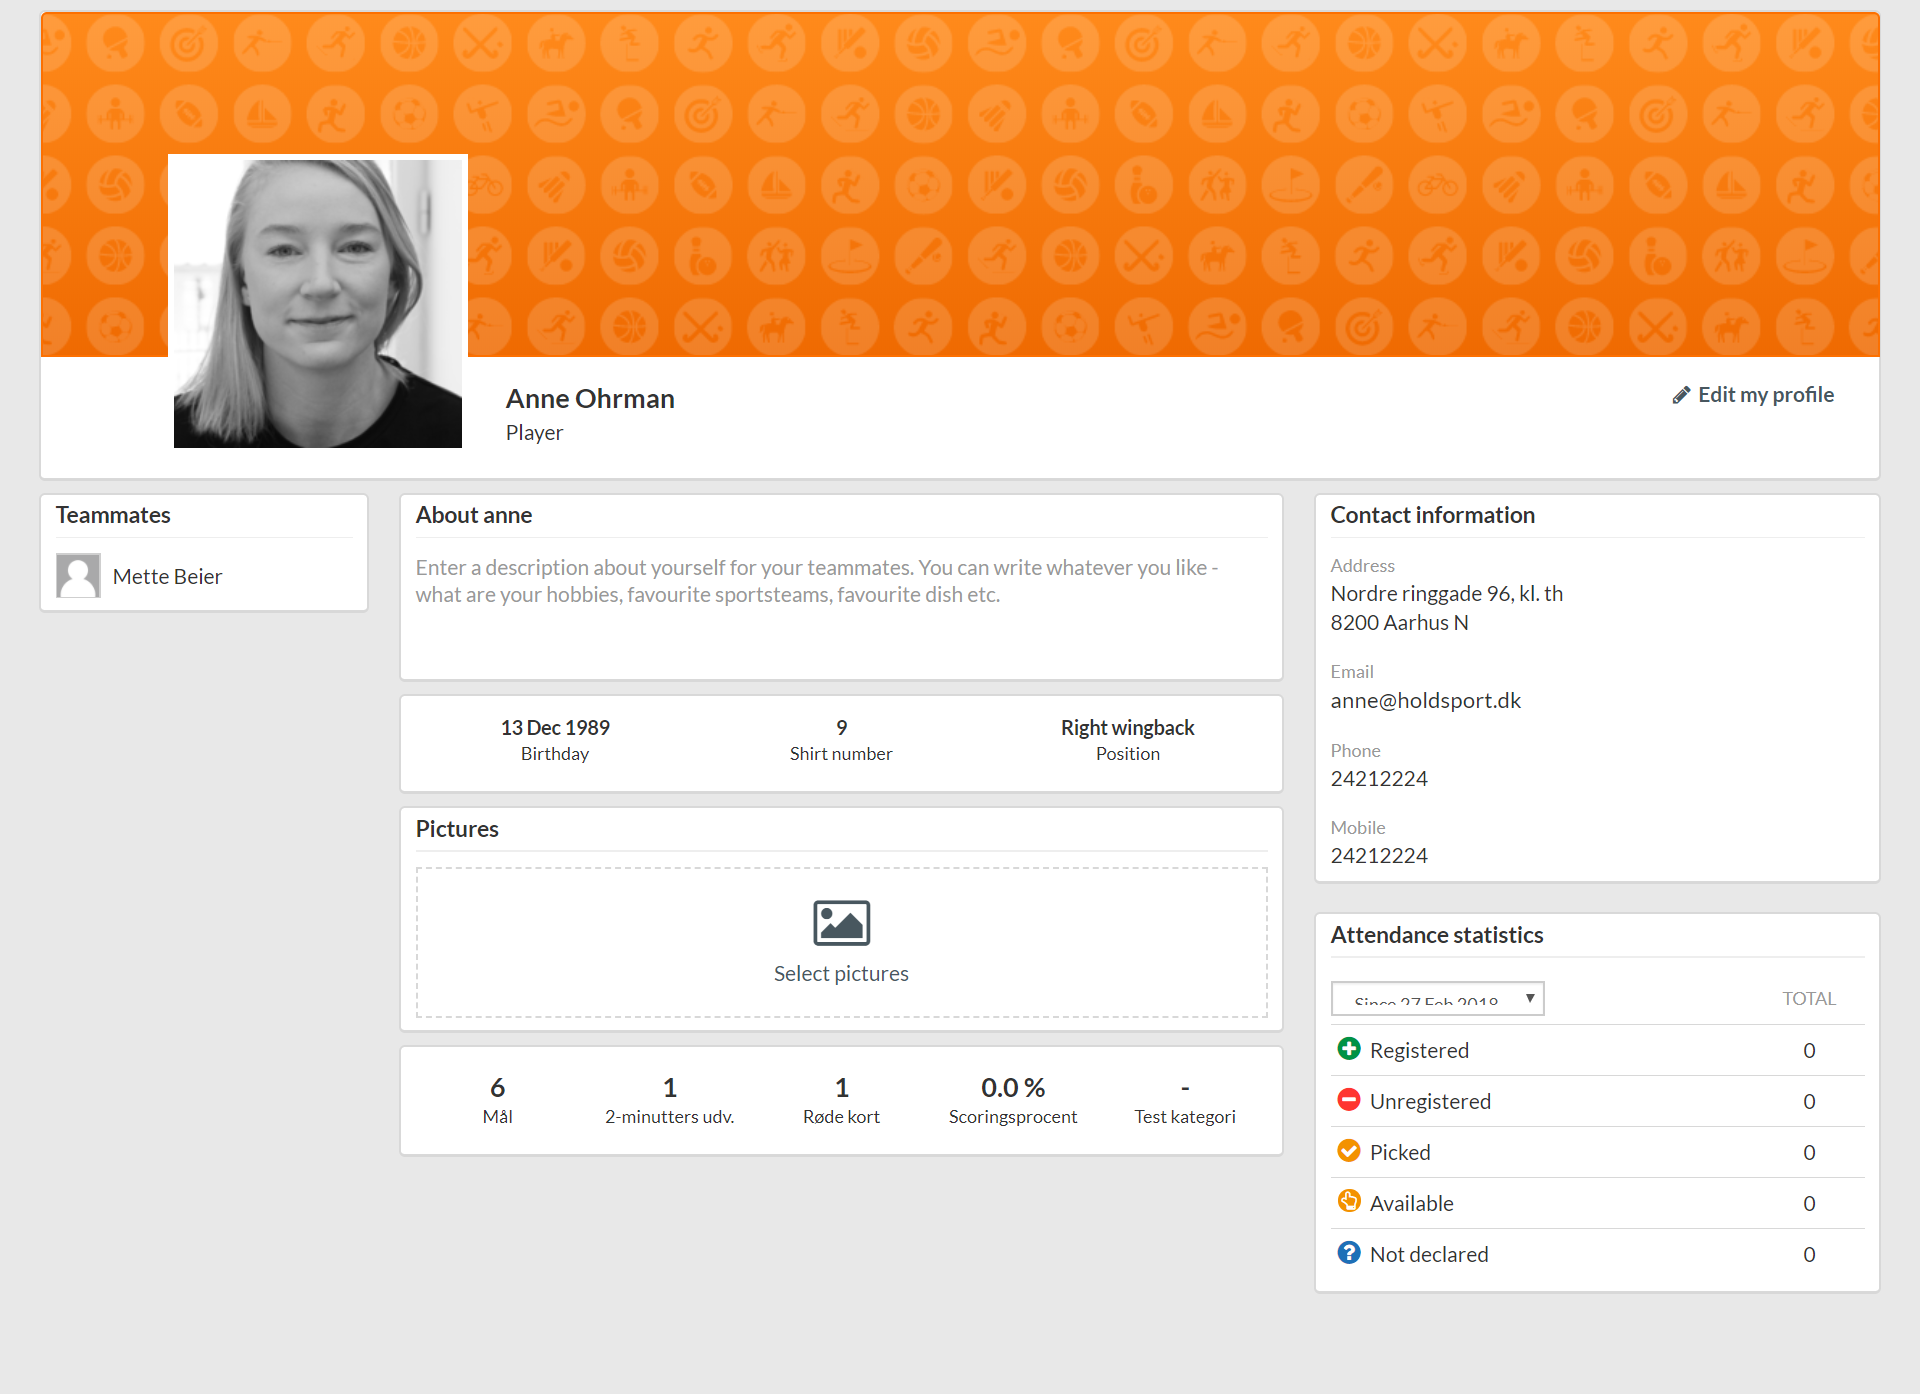 Anne Ohrman
Player
Edit my profile
Teammates
Mette Beier
About anne
Enter a description about yourself for your teammates. You can write whatever you like -
what are your hobbies, favourite sportsteams, favourite dish etc.
13 Dec 1989
Birthday
9
Shirt number
Right wingback
Position
Pictures
Select pictures
6
Mål
1
2-minutters udv.
1
Røde kort
0.0 %
Scoringsprocent
-
Test kategori
Contact information
Address
Nordre ringgade 96, kl. th
8200 Aarhus N
Email
anne@holdsport.dk
Phone
24212224
Mobile
24212224
Attendance statistics
Since 27 Feb 2018
TOTAL
Registered 0
Unregistered 0
Picked 0
Available 0
Not declared 0